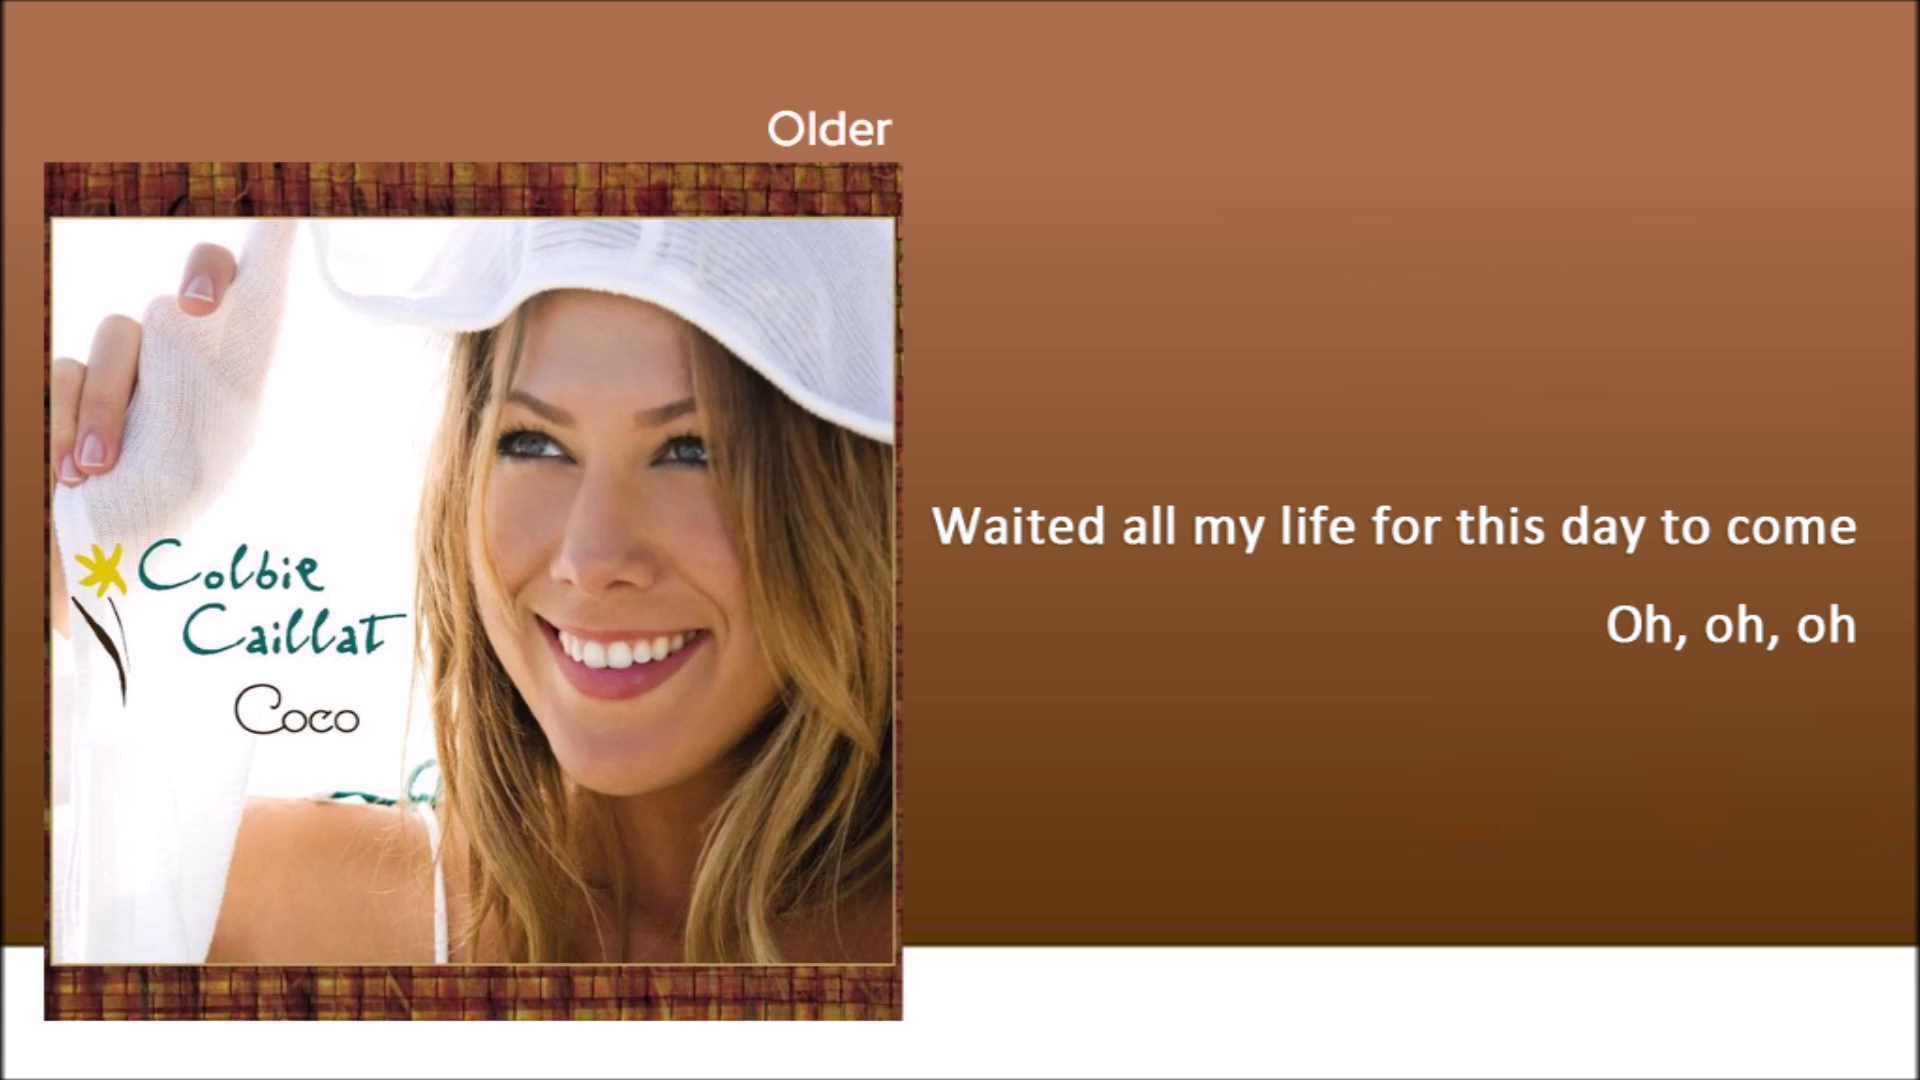 Older
Colbie
Caillat
Coco
Waited all my life for this day to come
Oh, oh, oh